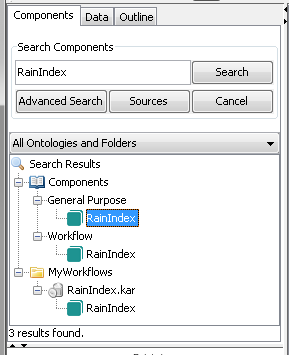 Components Data Outline
Search Components
RainIndex Search
Advanced Search Sources Cancel
All Ontologies and Folders
Search Results
Components
General Purpose
RainIndex
Workflow
RainIndex
MyWorkflows
RainIndex.kar
RainIndex
3 results found.